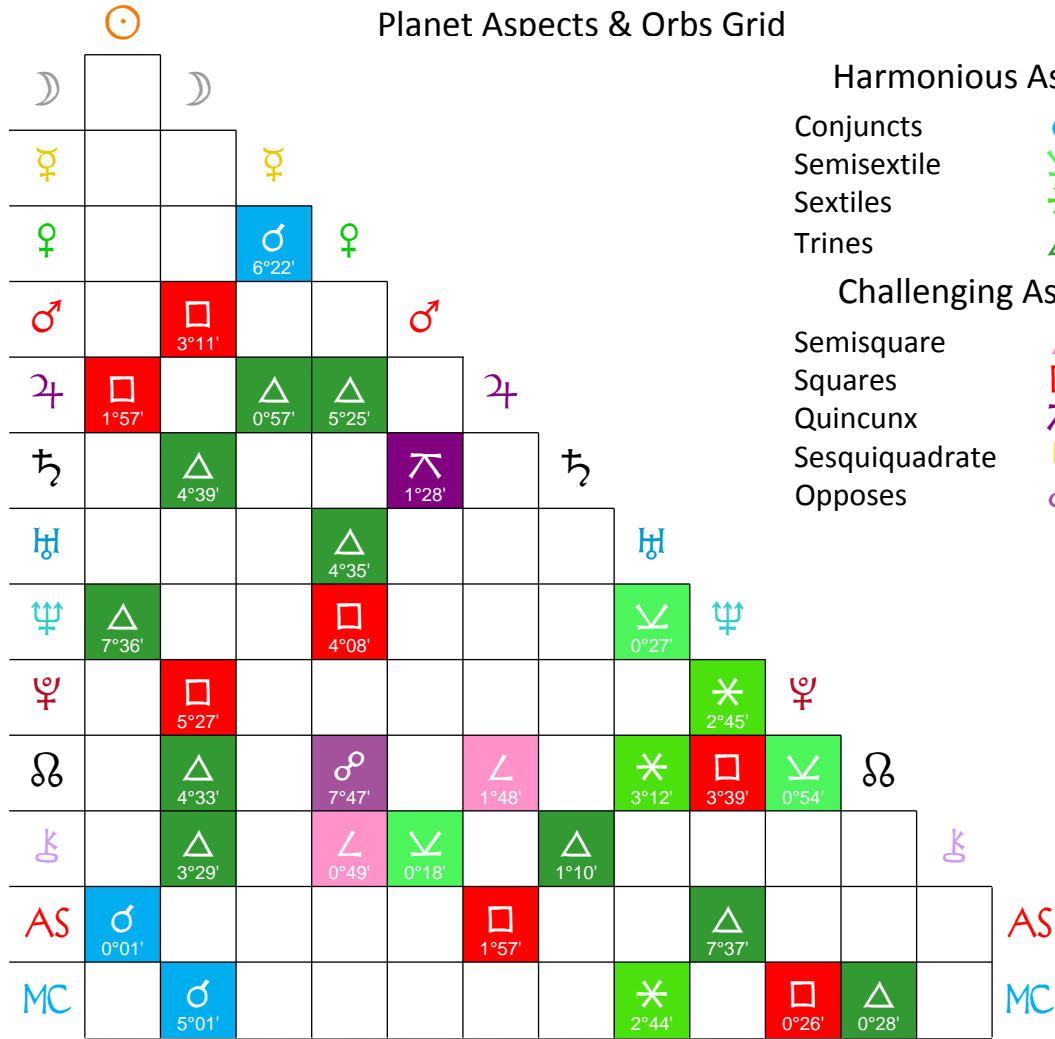 ☉
Planet Aspects & Orbs Grid
☽ ☽
Harmonious As
Conjuncts ☌
Semisextile ⚺
Sextiles ⚹
Trines △
☿ ☿
♀ ☌ 6°22' ♀
Challenging As
Semisquare ∠
Squares □
Quincunx ⚻
Sesquiquadrate
Opposes ☍
♂ □ 3°11' ♂
♃ □ 1°57' △ 0°57' △ 5°25' ♃
♄ △ 4°39' ⚻ 1°28' ♄
♅ △ 4°35' ♅
♆ △ 7°36' □ 4°08' ⚺ 0°27' ♆
♇ □ 5°27' ⚹ 2°45' ♇
☊ △ 4°33' ☍ 7°47' ∠ 1°48' ⚹ 3°12' □ 3°39' ⚺ 0°54' ☊
⚷ △ 3°29' ∠ 0°49' ⚺ 0°18' △ 1°10' ⚷
AS ☌ 0°01' □ 1°57' △ 7°37' AS
MC ☌ 5°01' ⚹ 2°44' □ 0°26' △ 0°28' MC